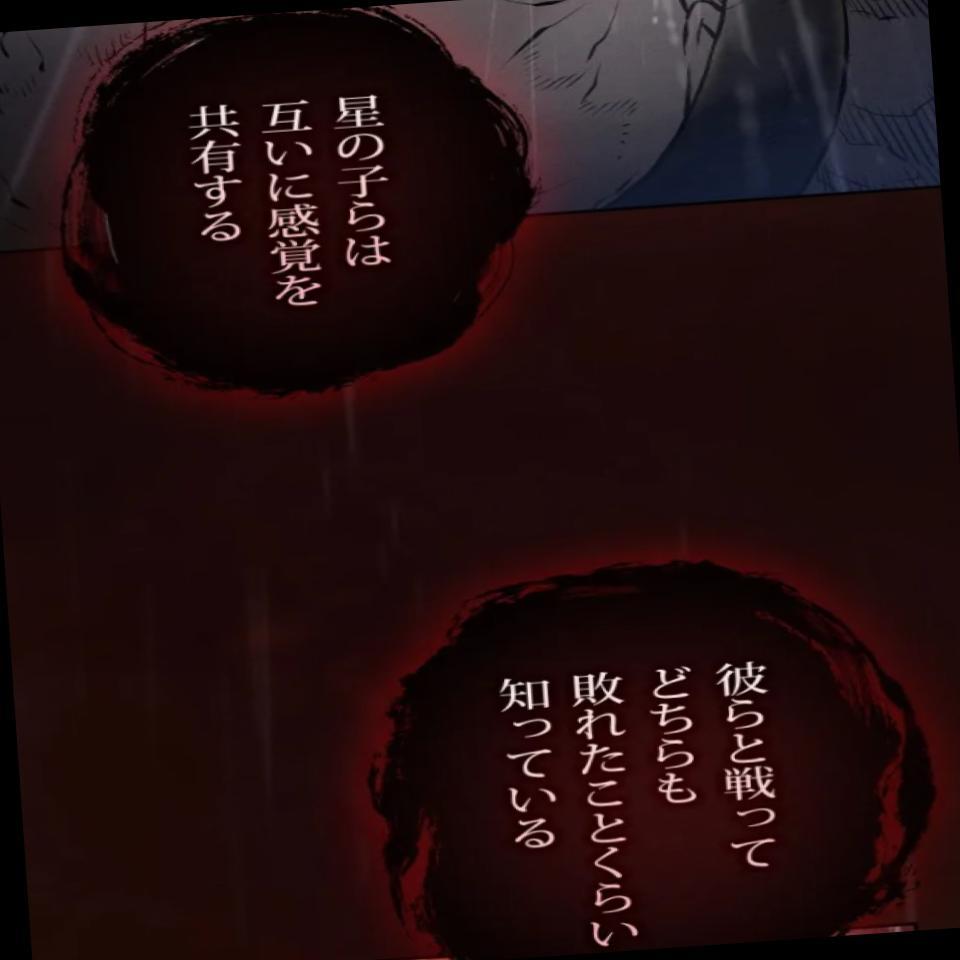 星の子らは
互いに感覚を
共有する
彼らと戦って
どちらも
敗れたことくらい
知っている